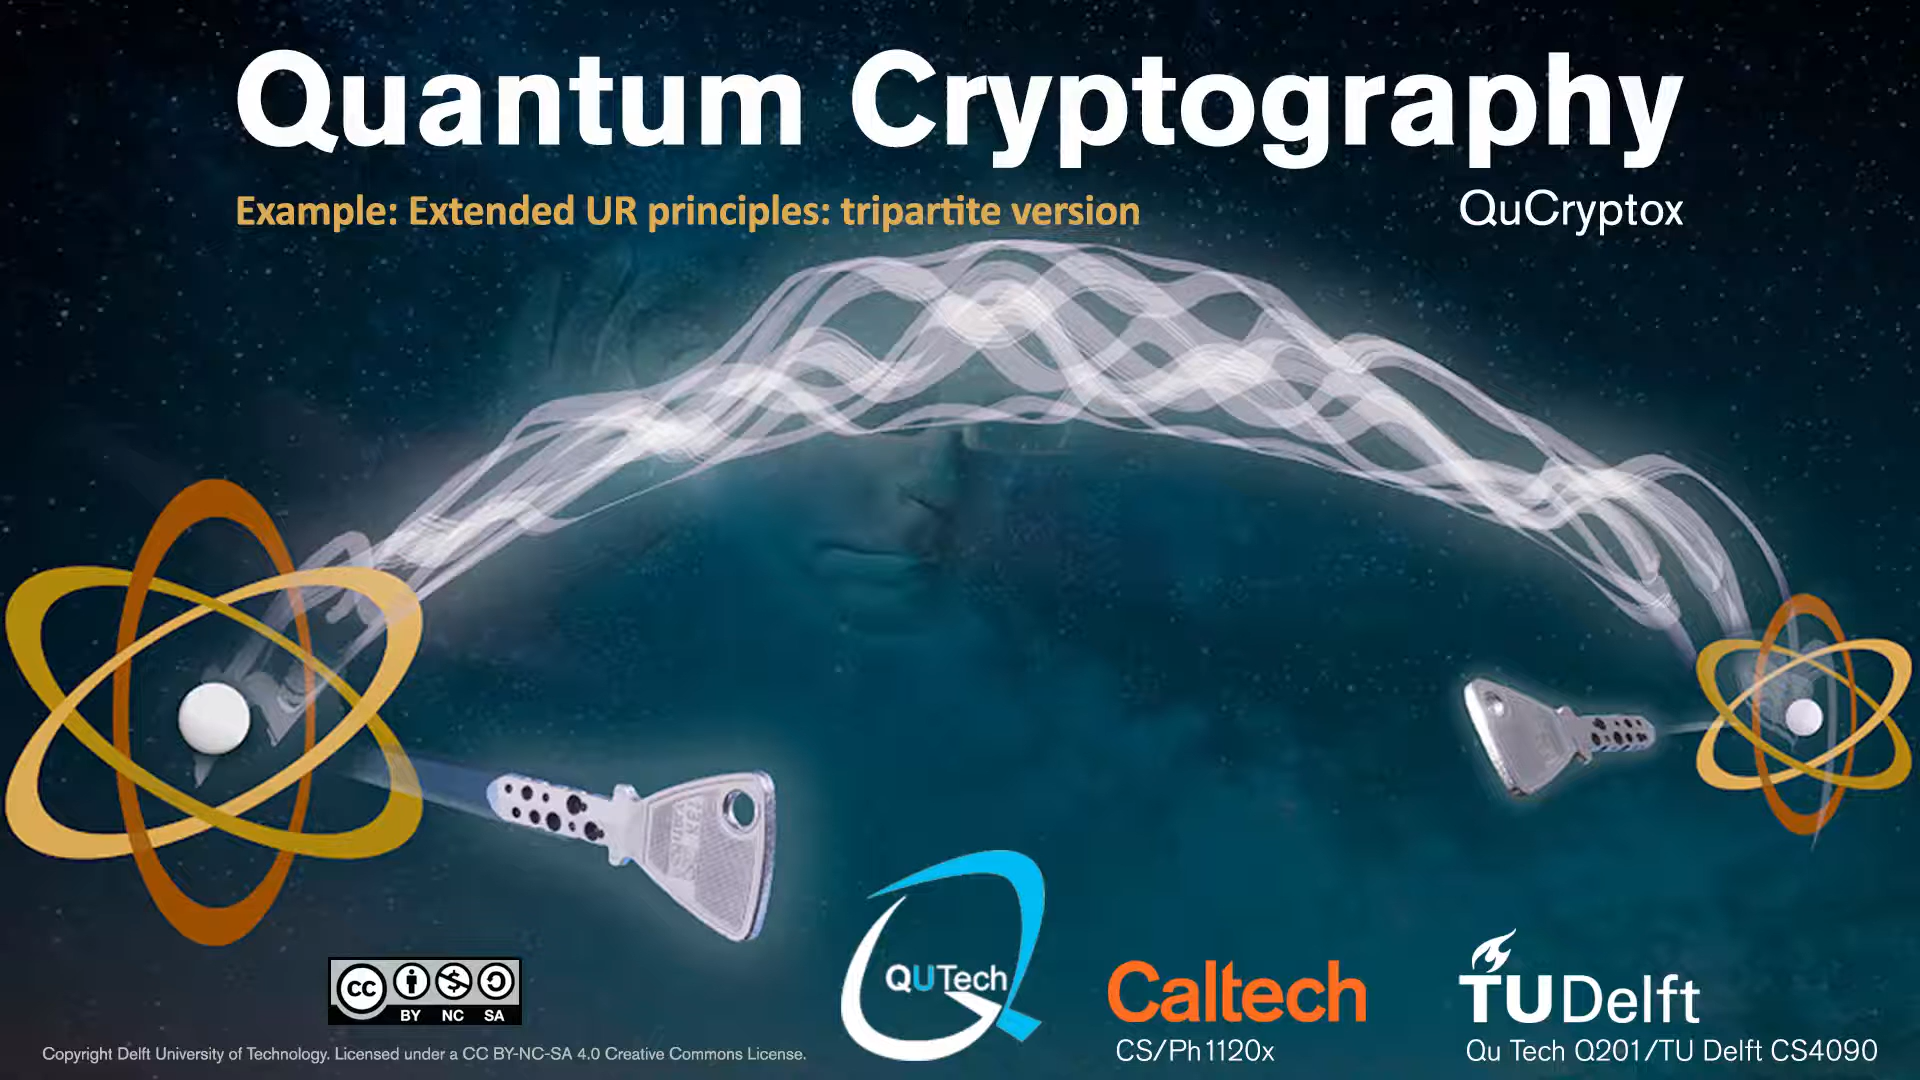 Quantum Cryptography
Example: Extended UR principles: tripartite version
QuCryptox
QUTech
Caltech
CS/Ph1120x
TUDelft
Qu Tech Q201/TU Delft CS4090
cc
BY NC SA
Copyright Delft University of Technology. Licensed under a CC BY-NC-SA 4.0 Creative Commons License.